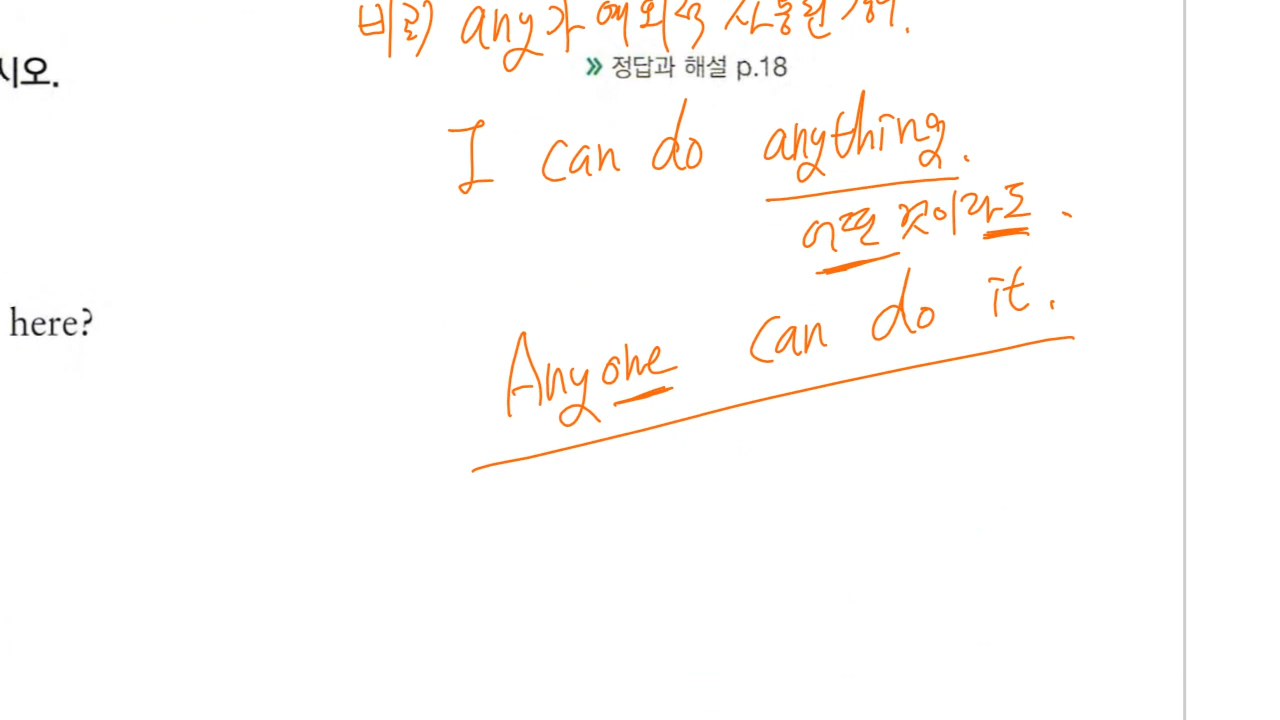 비교) any가 예외적 사용된 경우.
시오.
» 정답과 해설 p.18
I can do anything.
어떤 것이라도.
here?
Anyone can do it.